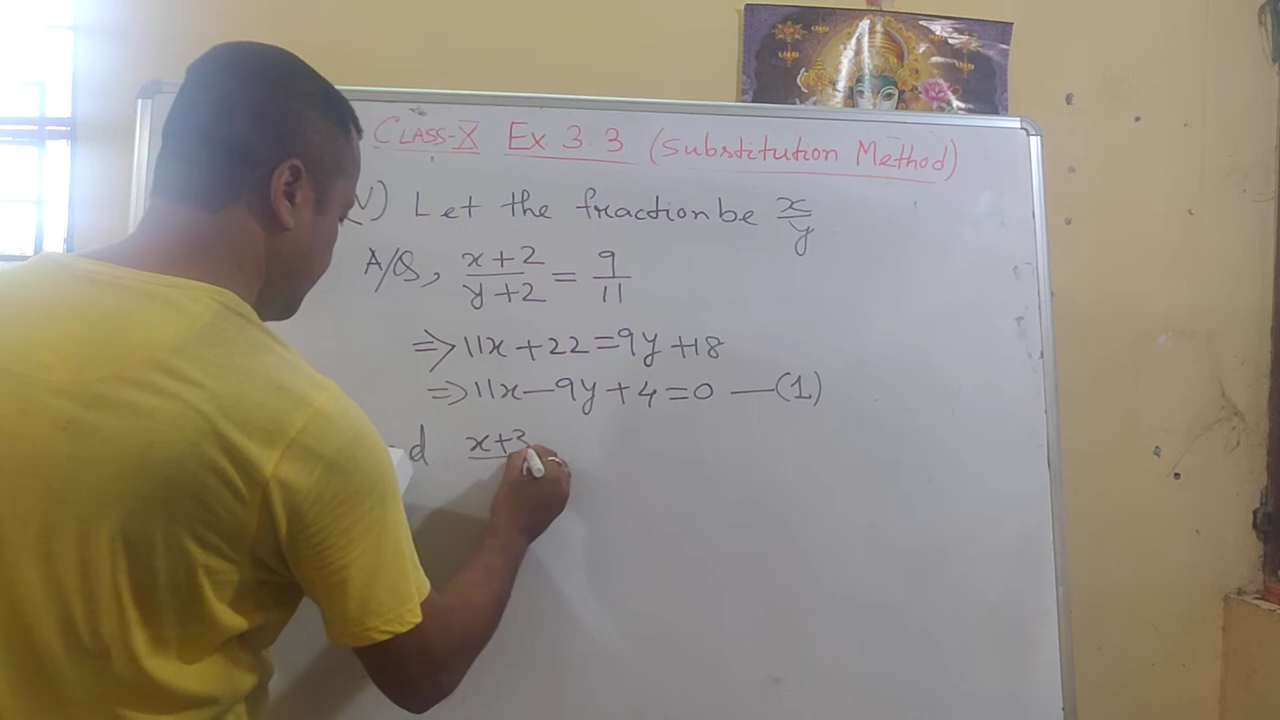 CLASS-X Ex 3.3 (Substitution Method)
V) Let the fraction be x/y
A/Q, x+2/y+2 = 9/11
⇒ 11x+22=9y+18
⇒ 11x-9y+4=0 —(1)
x+3